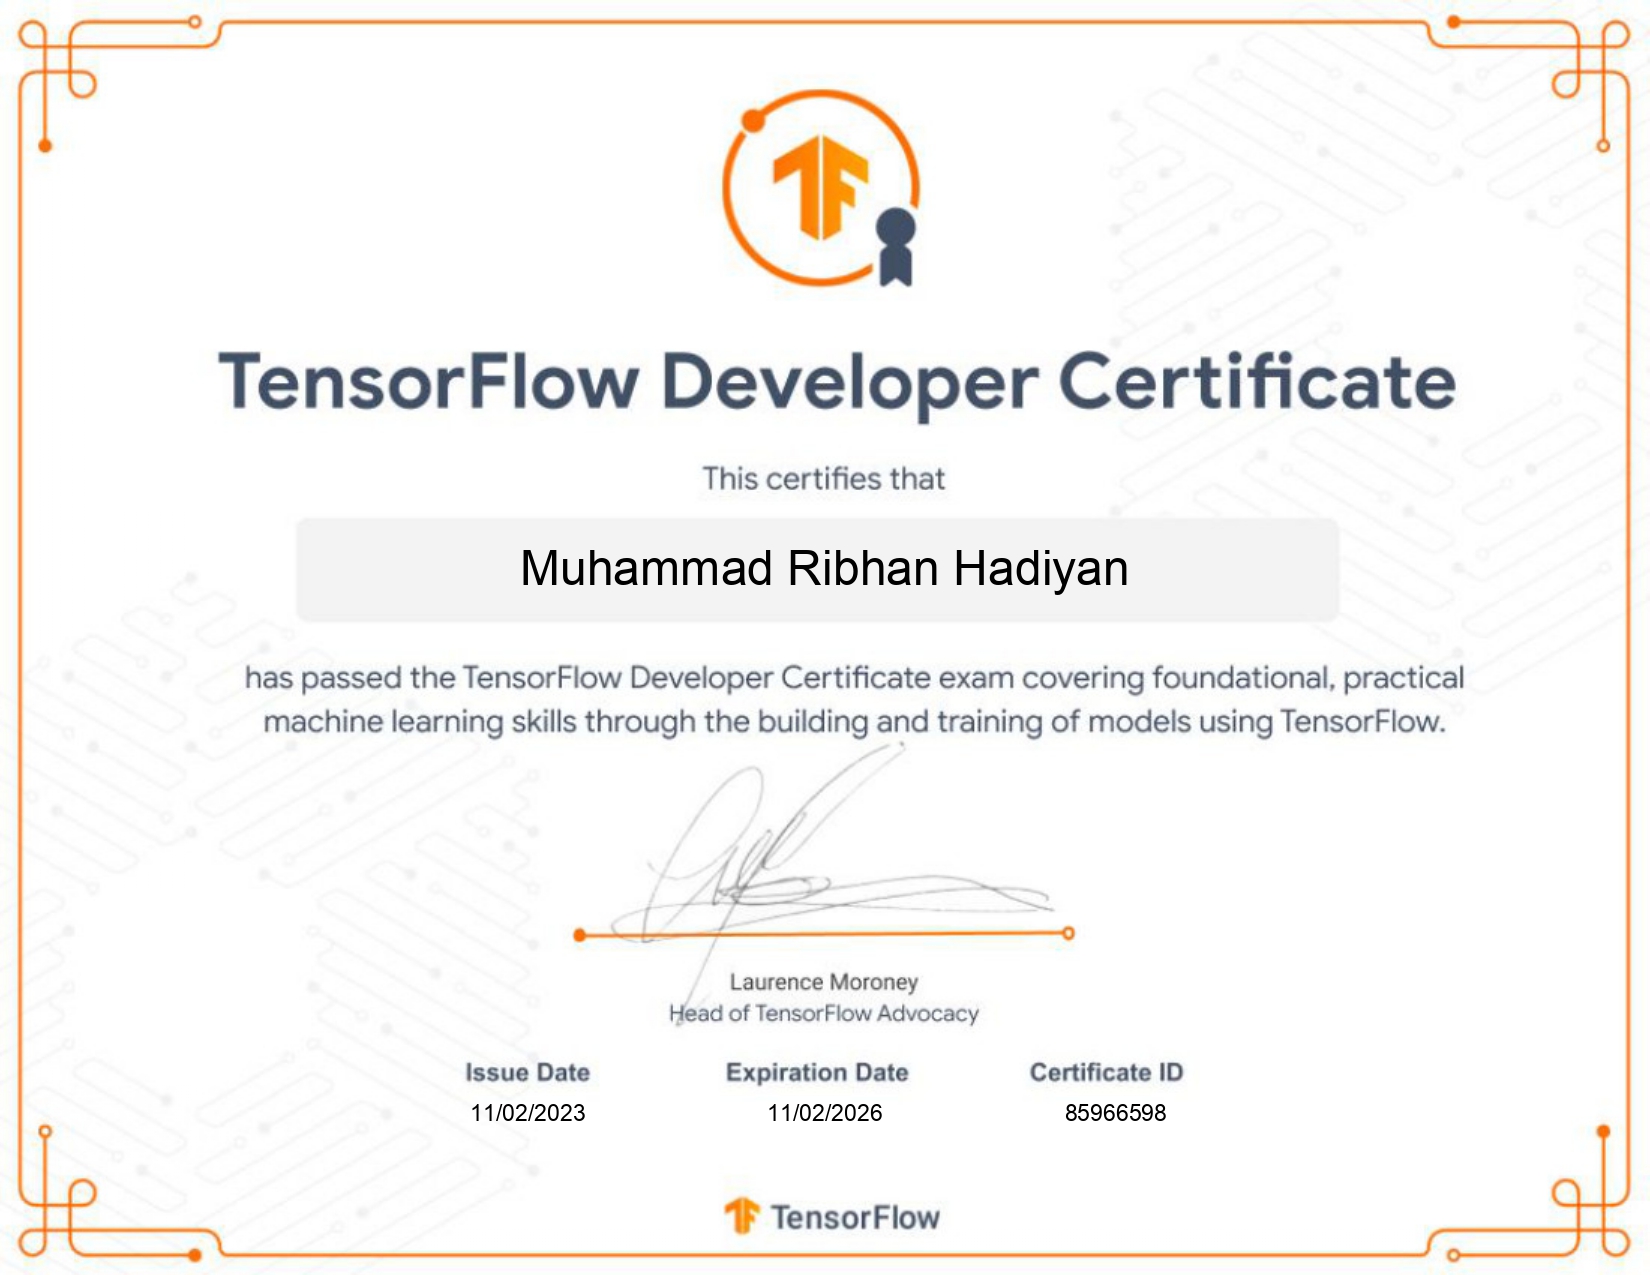 TensorFlow Developer Certificate
This certifies that
Muhammad Ribhan Hadiyan
has passed the TensorFlow Developer Certificate exam covering foundational, practical
machine learning skills through the building and training of models using TensorFlow.
Laurence Moroney
Head of TensorFlow Advocacy
Issue Date Expiration Date Certificate ID
11/02/2023 11/02/2026 85966598
TensorFlow